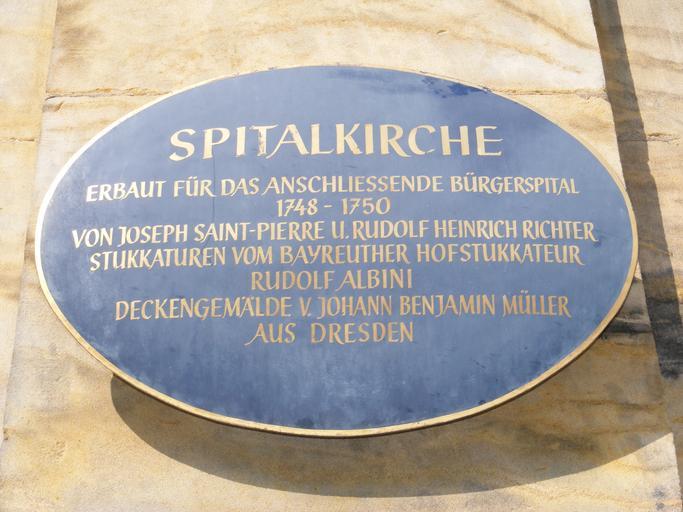 SPITALKIRCHE
ERBAUT FÜR DAS ANSCHLIESSENDE BÜRGERSPITAL
1748 - 1750
VON JOSEPH SAINT-PIERRE U. RUDOLF HEINRICH RICHTER
STUKKATUREN VOM BAYREUTHER HOFSTUKKATEUR
RUDOLF ALBINI
DECKENGEMÄLDE V. JOHANN BENJAMIN MÜLLER
AUS DRESDEN